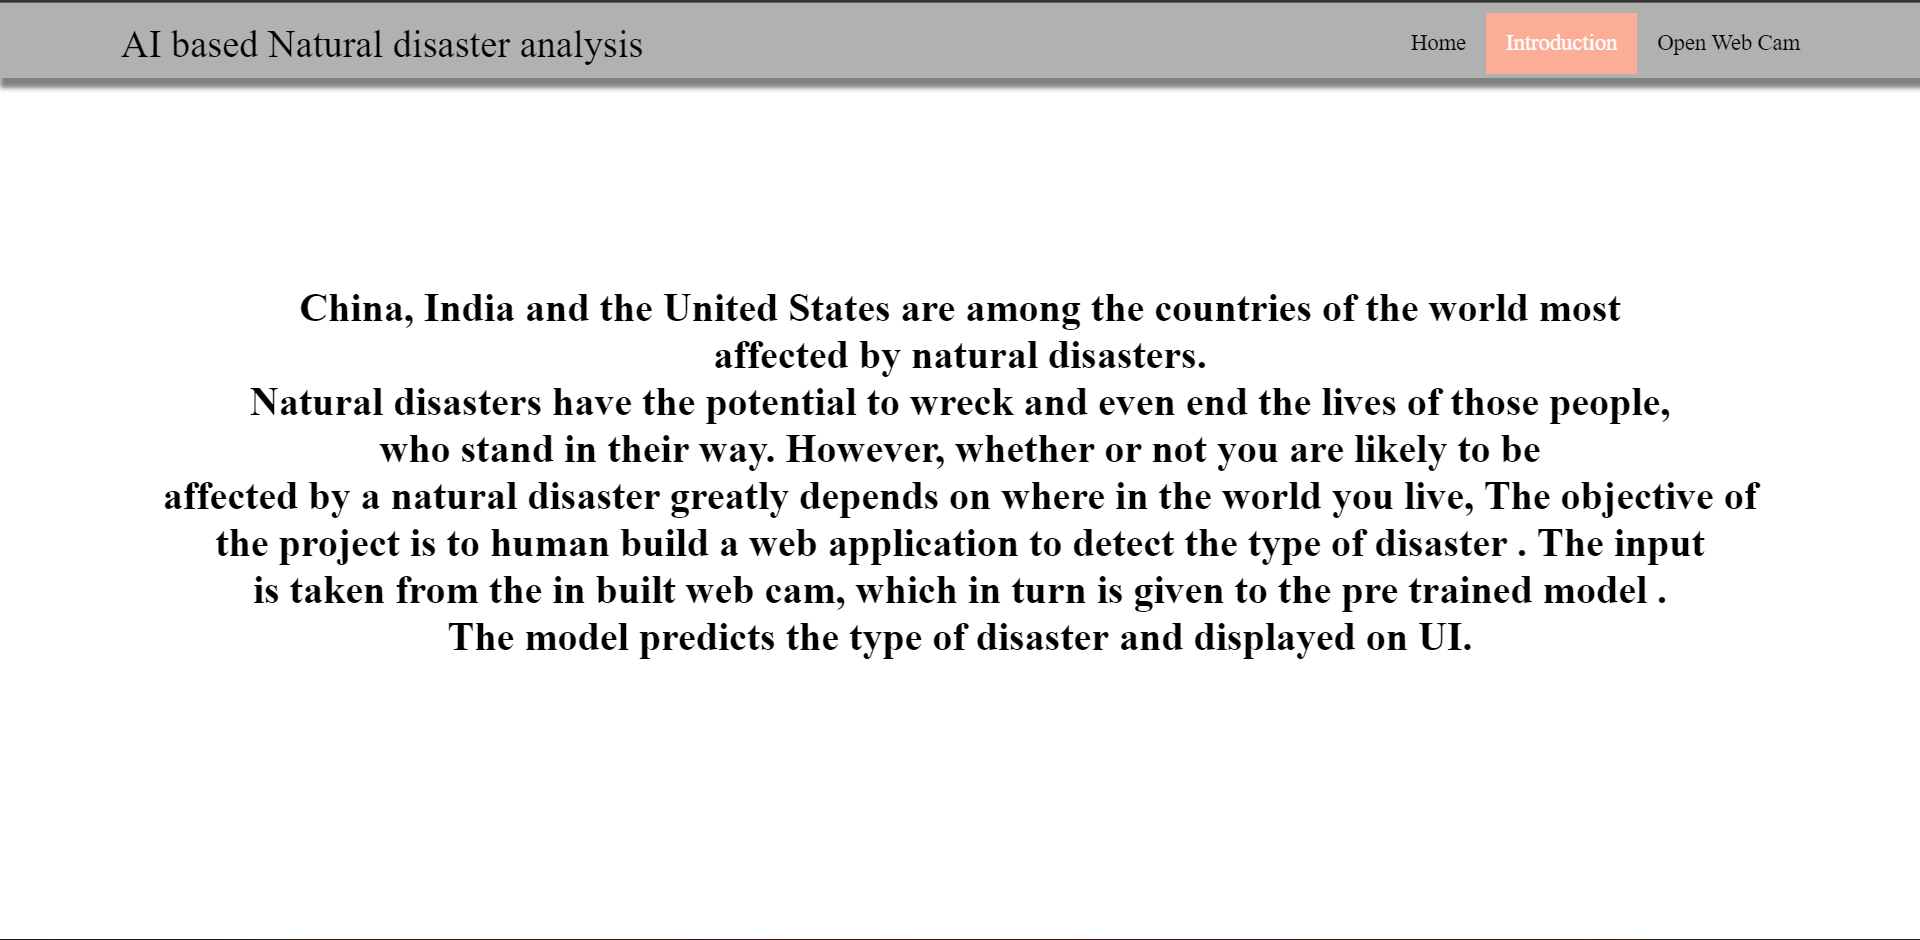 AI based Natural disaster analysis
Home
Introduction
Open Web Cam
China, India and the United States are among the countries of the world most
affected by natural disasters.
Natural disasters have the potential to wreck and even end the lives of those people,
who stand in their way. However, whether or not you are likely to be
affected by a natural disaster greatly depends on where in the world you live, The objective of
the project is to human build a web application to detect the type of disaster . The input
is taken from the in built web cam, which in turn is given to the pre trained model .
The model predicts the type of disaster and displayed on UI.